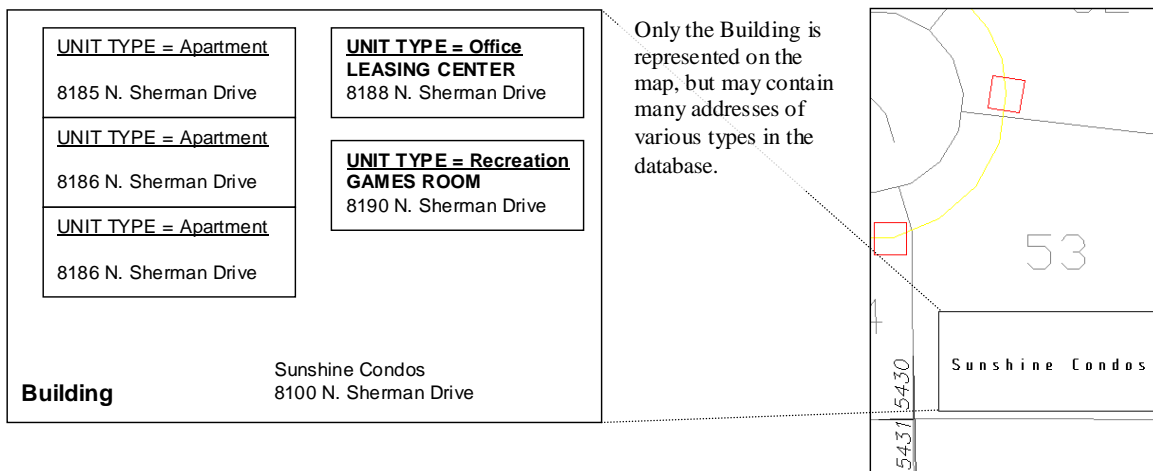 UNIT TYPE = Apartment
8185 N. Sherman Drive
UNIT TYPE = Apartment
8186 N. Sherman Drive
UNIT TYPE = Apartment
8186 N. Sherman Drive
UNIT TYPE = Office
LEASING CENTER
8188 N. Sherman Drive
UNIT TYPE = Recreation
GAMES ROOM
8190 N. Sherman Drive
Sunshine Condos
8100 N. Sherman Drive
Building
Only the Building is
represented on the
map, but may contain
many addresses of
various types in the
database.
53
Sunshine Condos
5430
5431